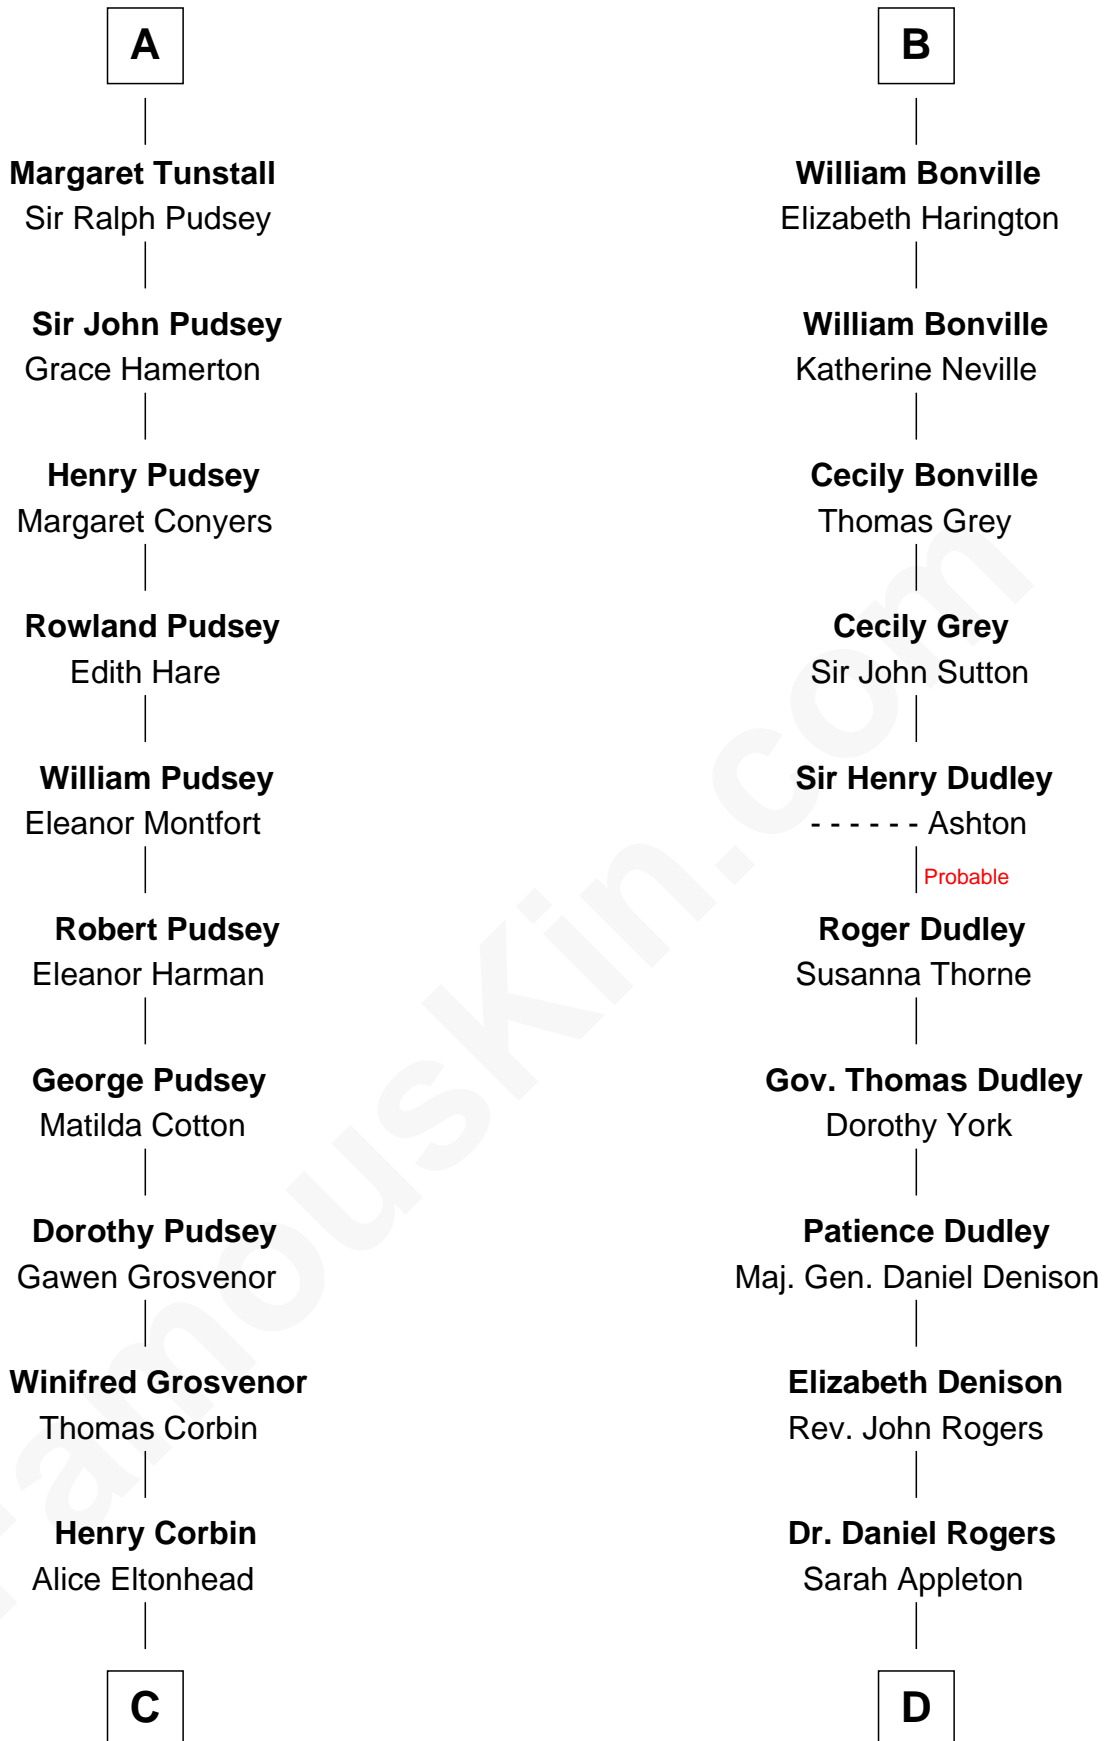 A
Margaret Tunstall
Sir Ralph Pudsey
Sir John Pudsey
Grace Hamerton
Henry Pudsey
Margaret Conyers
Rowland Pudsey
Edith Hare
William Pudsey
Eleanor Montfort
Robert Pudsey
Eleanor Harman
George Pudsey
Matilda Cotton
Dorothy Pudsey
Gawen Grosvenor
Winifred Grosvenor
Thomas Corbin
Henry Corbin
Alice Eltonhead
C
B
William Bonville
Elizabeth Harington
William Bonville
Katherine Neville
Cecily Bonville
Thomas Grey
Cecily Grey
Sir John Sutton
Sir Henry Dudley
- - - - - - Ashton
Probable
Roger Dudley
Susanna Thorne
Gov. Thomas Dudley
Dorothy York
Patience Dudley
Maj. Gen. Daniel Denison
Elizabeth Denison
Rev. John Rogers
Dr. Daniel Rogers
Sarah Appleton
D
FamousKin.com